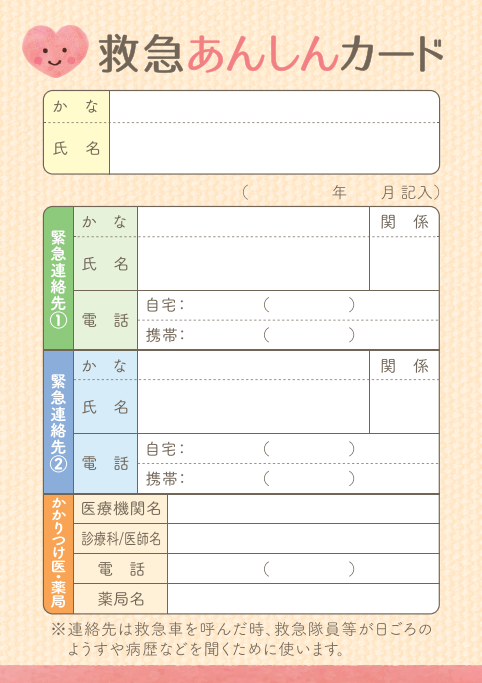 救急あんしんカード
かな
氏名
（　　　年　　月 記入）
緊急連絡先①
かな
関係
氏名
電話
自宅：　（　　　）
携帯：　（　　　）
緊急連絡先②
かな
関係
氏名
電話
自宅：　（　　　）
携帯：　（　　　）
かかりつけ医・薬局
医療機関名
診療科/医師名
電話　（　　　）
薬局名
※連絡先は救急車を呼んだ時、救急隊員等が日ごろの
ようすや病歴などを聞くために使います。